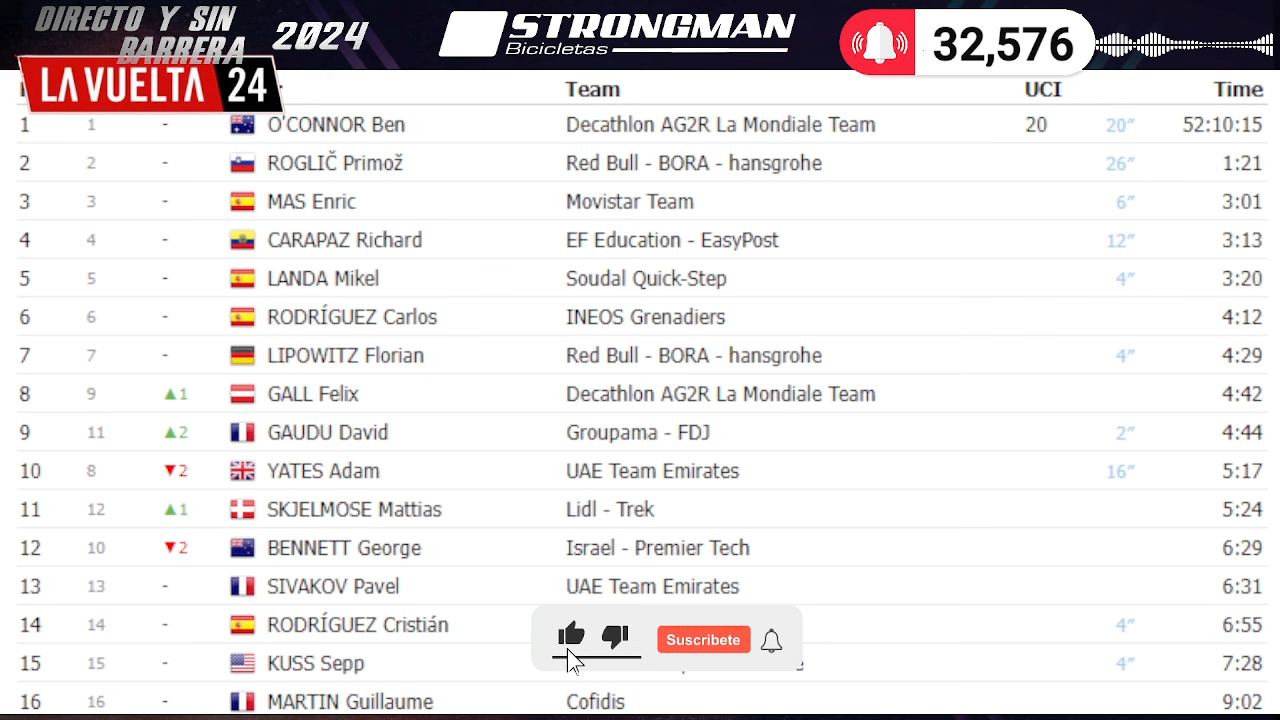 DIRECTO Y SIN BARRERA 2024
STRONGMAN
Bicicletas
32,576
LA VUELTA 24
Team UCI Time
1 1 - O'CONNOR Ben Decathlon AG2R La Mondiale Team 20 20″ 52:10:15
2 2 - ROGLIČ Primož Red Bull - BORA - hansgrohe 26″ 1:21
3 3 - MAS Enric Movistar Team 6″ 3:01
4 4 - CARAPAZ Richard EF Education - EasyPost 12″ 3:13
5 5 - LANDA Mikel Soudal Quick-Step 4″ 3:20
6 6 - RODRÍGUEZ Carlos INEOS Grenadiers 4:12
7 7 - LIPOWITZ Florian Red Bull - BORA - hansgrohe 4″ 4:29
8 9 ▲1 GALL Felix Decathlon AG2R La Mondiale Team 4:42
9 11 ▲2 GAUDU David Groupama - FDJ 2″ 4:44
10 8 ▼2 YATES Adam UAE Team Emirates 16″ 5:17
11 12 ▲1 SKJELMOSE Mattias Lidl - Trek 5:24
12 10 ▼2 BENNETT George Israel - Premier Tech 6:29
13 13 - SIVAKOV Pavel UAE Team Emirates 6:31
14 14 - RODRÍGUEZ Cristián 4″ 6:55
Suscribete
15 15 - KUSS Sepp 4″ 7:28
16 16 - MARTIN Guillaume Cofidis 9:02